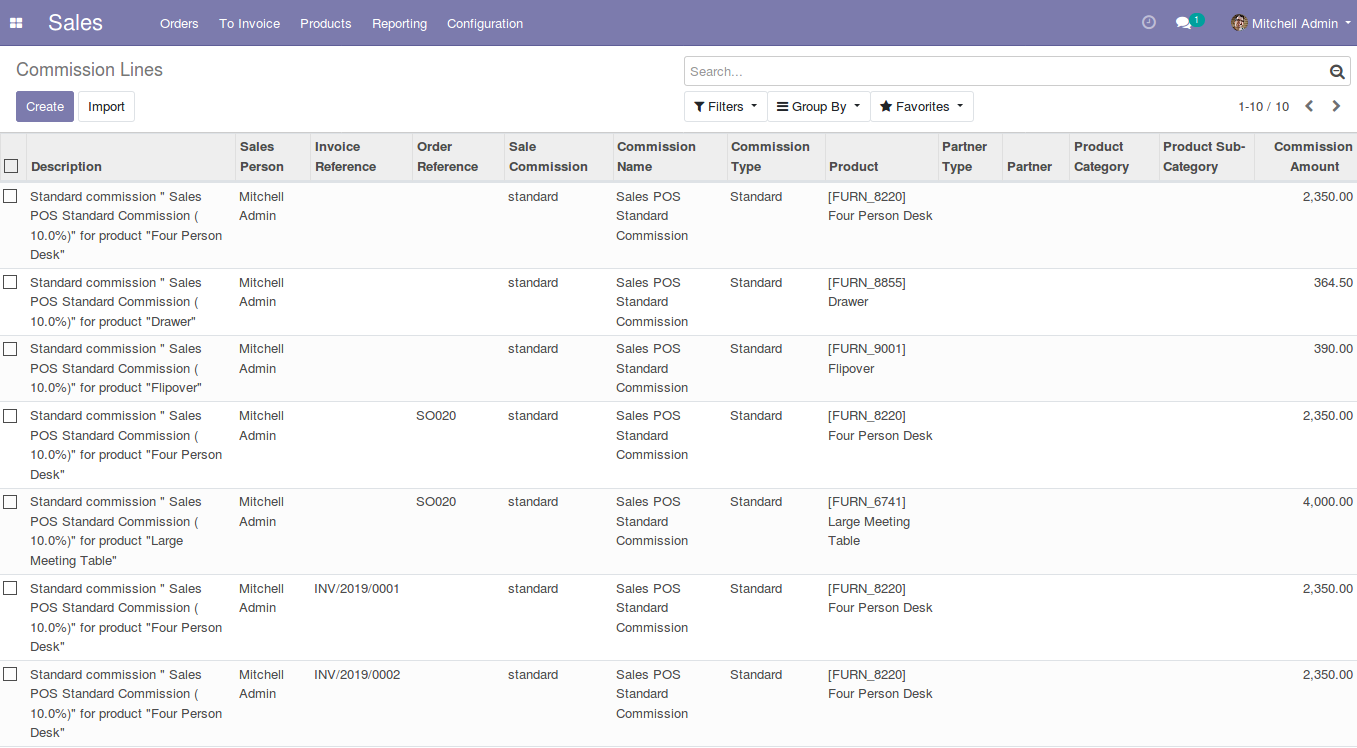 Sales Orders To Invoice Products Reporting Configuration 1 Mitchell Admin
Commission Lines Search...
Create Import Filters Group By Favorites 1-10 / 10
Description Sales Person Invoice Reference Order Reference Sale Commission Commission Name Commission Type Product Partner Type Partner Product Category Product Sub-Category Commission Amount
Standard commission " Sales Mitchell standard Sales POS Standard [FURN_8220] 2,350.00
POS Standard Commission ( Admin Standard Four Person Desk
10.0%)" for product "Four Person Commission
Desk"
Standard commission " Sales Mitchell standard Sales POS Standard [FURN_8855] 364.50
POS Standard Commission ( Admin Standard Drawer
10.0%)" for product "Drawer" Commission
Standard commission " Sales Mitchell standard Sales POS Standard [FURN_9001] 390.00
POS Standard Commission ( Admin Standard Flipover
10.0%)" for product "Flipover" Commission
Standard commission " Sales Mitchell SO020 standard Sales POS Standard [FURN_8220] 2,350.00
POS Standard Commission ( Admin Standard Four Person Desk
10.0%)" for product "Four Person Commission
Desk"
Standard commission " Sales Mitchell SO020 standard Sales POS Standard [FURN_6741] 4,000.00
POS Standard Commission ( Admin Standard Large Meeting
10.0%)" for product "Large Commission Table
Meeting Table"
Standard commission " Sales Mitchell INV/2019/0001 standard Sales POS Standard [FURN_8220] 2,350.00
POS Standard Commission ( Admin Standard Four Person Desk
10.0%)" for product "Four Person Commission
Desk"
Standard commission " Sales Mitchell INV/2019/0002 standard Sales POS Standard [FURN_8220] 2,350.00
POS Standard Commission ( Admin Standard Four Person Desk
10.0%)" for product "Four Person Commission
Desk"